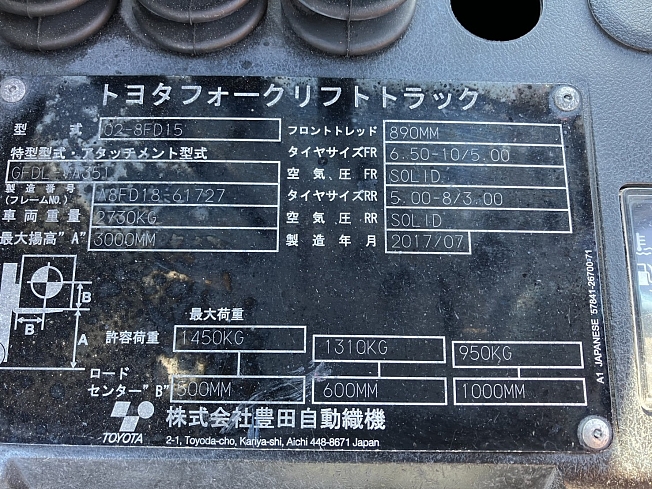 トヨタフォークリフトトラック
型 式 02-8FD15
特型型式・アタッチメント型式
製造番号 (フレームNO.) A8FD18-61727
車両重量 2730KG
最大揚高"A" 3000MM
フロントトレッド 890MM
タイヤサイズFR 6.50-10/5.00
空気圧FR SOLID
タイヤサイズRR 5.00-8/3.00
空気圧RR SOLID
製造年月 2017/07
B
B
A
最大荷重
許容荷重 1450KG 1310KG 950KG
ロード
センター"B" 500MM 600MM 1000MM
TOYOTA 株式会社豊田自動織機
2-1, Toyoda-cho, Kariya-shi, Aichi 448-8671 Japan
A1 JAPANESE 57841-26700-71